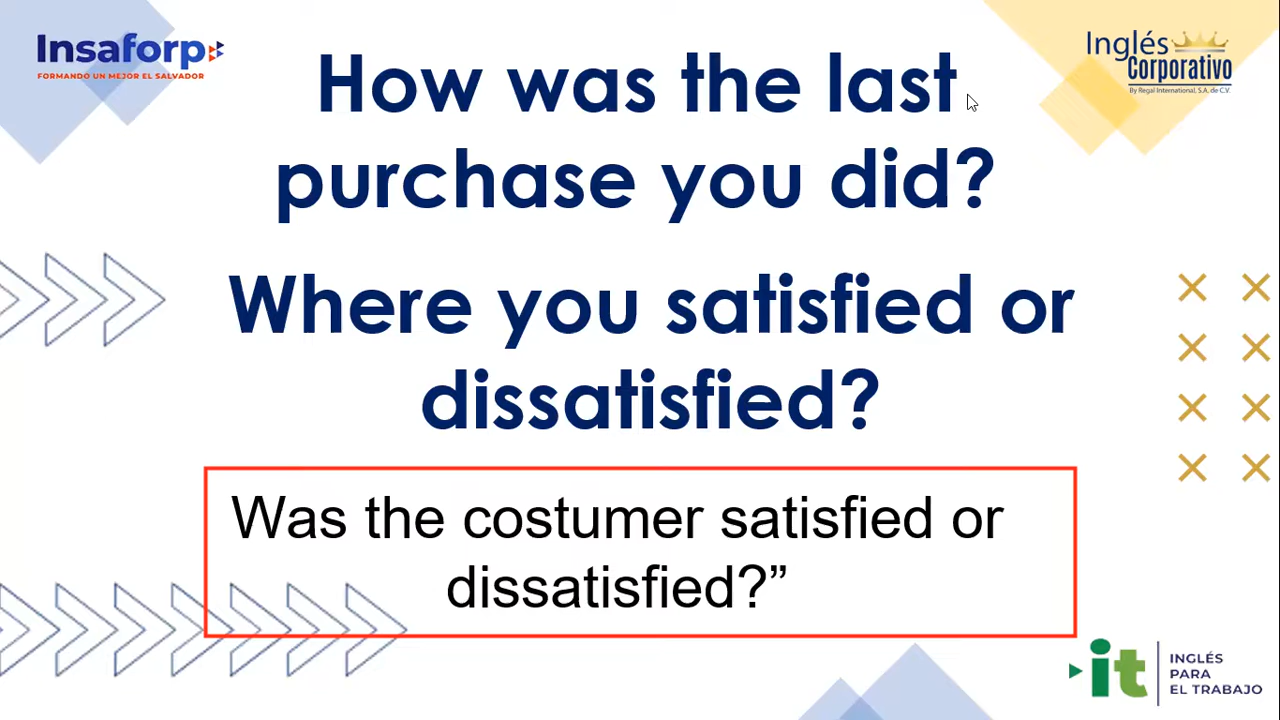 Insaforp
FORMANDO UN MEJOR EL SALVADOR
Inglés
Corporativo
By Regal International, S.A. de C.V.
How was the last
purchase you did?
Where you satisfied or
dissatisfied?
Was the costumer satisfied or
dissatisfied?”
it
INGLÉS
PARA
EL TRABAJO